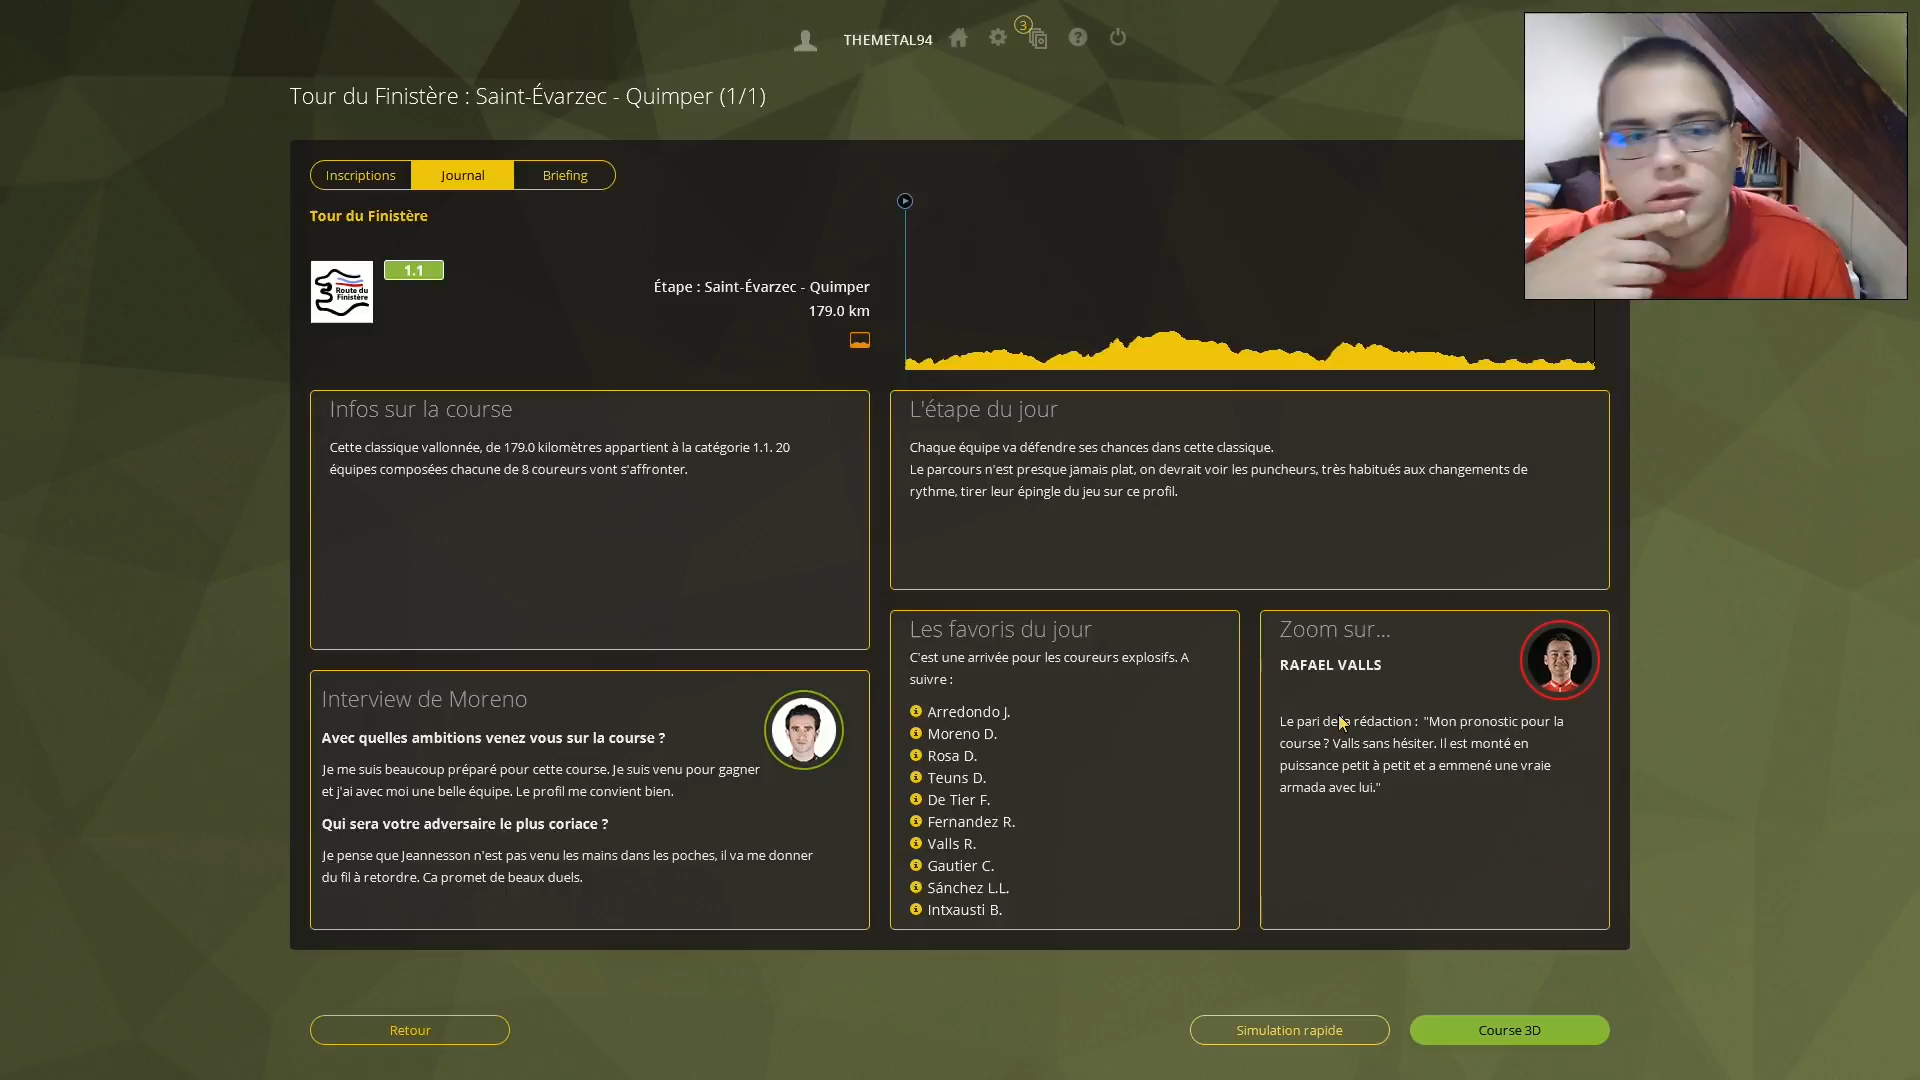 3
THEMETAL94
Tour du Finistère : Saint-Évarzec - Quimper (1/1)
Inscriptions
Journal
Briefing
Tour du Finistère
Route du
Finistère
1.1
Étape : Saint-Évarzec - Quimper
179.0 km
Infos sur la course
Cette classique vallonnée, de 179.0 kilomètres appartient à la catégorie 1.1. 20
équipes composées chacune de 8 coureurs vont s'affronter.
L'étape du jour
Chaque équipe va défendre ses chances dans cette classique.
Le parcours n'est presque jamais plat, on devrait voir les puncheurs, très habitués aux changements de
rythme, tirer leur épingle du jeu sur ce profil.
Interview de Moreno
Avec quelles ambitions venez vous sur la course ?
Je me suis beaucoup préparé pour cette course. Je suis venu pour gagner
et j'ai avec moi une belle équipe. Le profil me convient bien.
Qui sera votre adversaire le plus coriace ?
Je pense que Jeannesson n'est pas venu les mains dans les poches, il va me donner
du fil à retordre. Ca promet de beaux duels.
Les favoris du jour
C'est une arrivée pour les coureurs explosifs. A
suivre :
Arredondo J.
Moreno D.
Rosa D.
Teuns D.
De Tier F.
Fernandez R.
Valls R.
Gautier C.
Sánchez L.L.
Intxausti B.
Zoom sur...
RAFAEL VALLS
Le pari de la rédaction : "Mon pronostic pour la
course ? Valls sans hésiter. Il est monté en
puissance petit à petit et a emmené une vraie
armada avec lui."
Retour
Simulation rapide
Course 3D